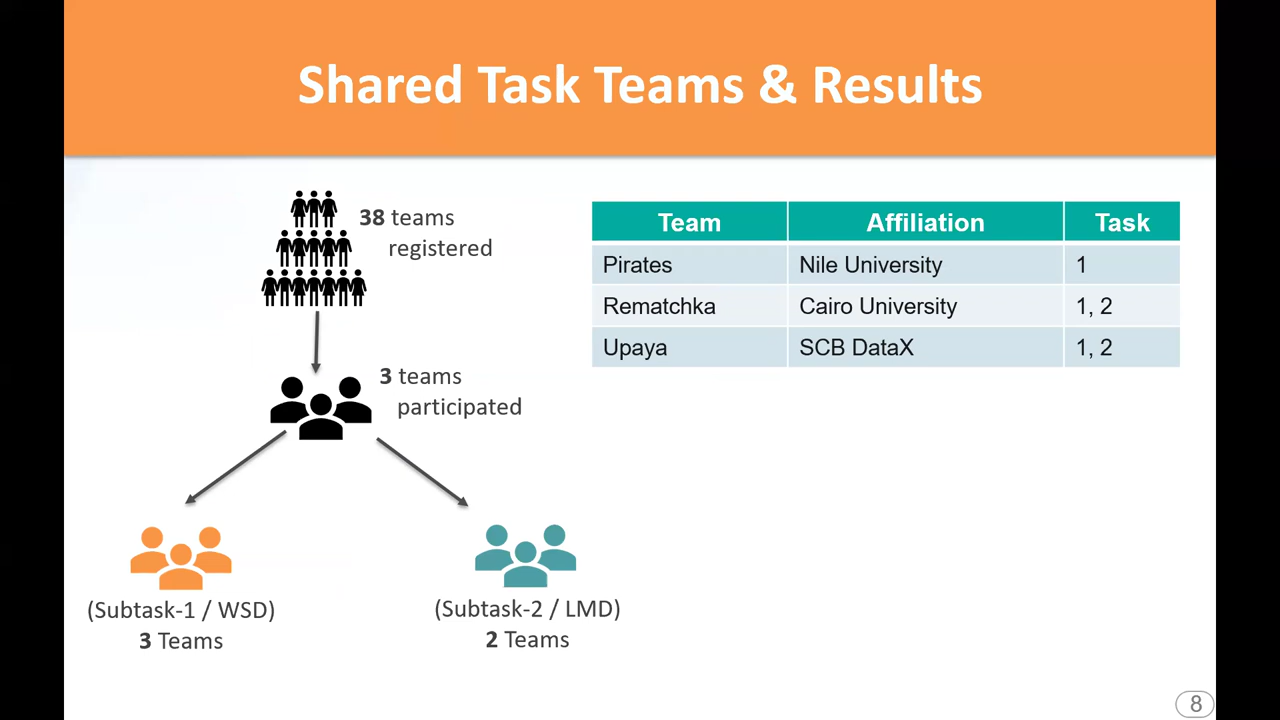 Shared Task Teams & Results
38 teams
registered
3 teams
participated
(Subtask-1 / WSD)
3 Teams
(Subtask-2 / LMD)
2 Teams
Team Affiliation Task
Pirates Nile University 1
Rematchka Cairo University 1, 2
Upaya SCB DataX 1, 2
8